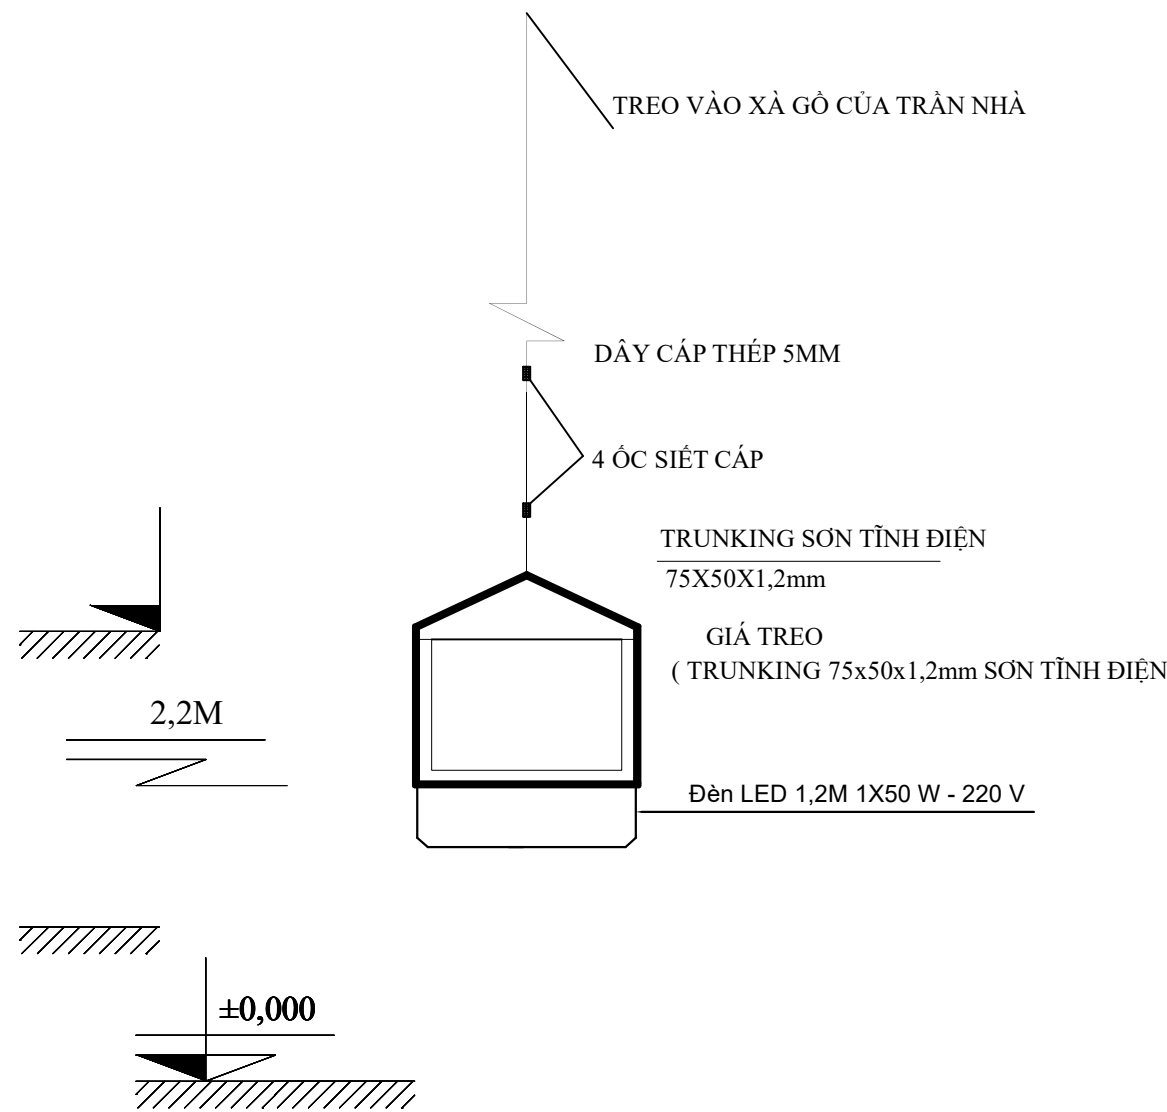 TREO VÀO XÀ GỒ CỦA TRẦN NHÀ
DÂY CÁP THÉP 5MM
4 ỐC SIẾT CÁP
TRUNKING SƠN TĨNH ĐIỆN
75X50X1,2mm
GIÁ TREO
( TRUNKING 75x50x1,2mm SƠN TĨNH ĐIỆN
2,2M
Đèn LED 1,2M 1X50 W - 220 V
±0,000